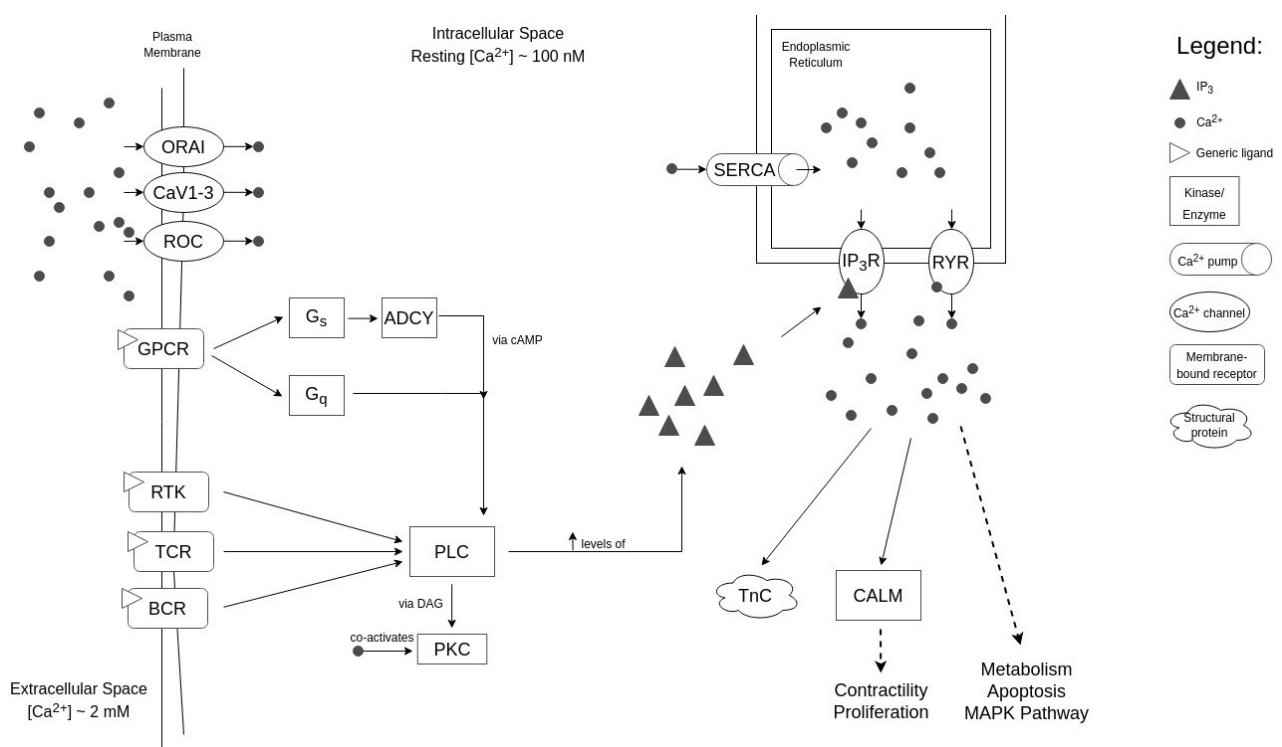 Plasma
Membrane
Intracellular Space
Resting [Ca2+] ~ 100 nM
Endoplasmic
Reticulum
ORAI
CaV1-3
ROC
SERCA
IP3R
RYR
GPCR
Gs
ADCY
via cAMP
Gq
RTK
TCR
BCR
PLC
levels of
via DAG
co-activates
PKC
TnC
CALM
Contractility
Proliferation
Metabolism
Apoptosis
MAPK Pathway
Extracellular Space
[Ca2+] ~ 2 mM
Legend:
IP3
Ca2+
Generic ligand
Kinase/
Enzyme
Ca2+ pump
Ca2+ channel
Membrane-
bound receptor
Structural
protein